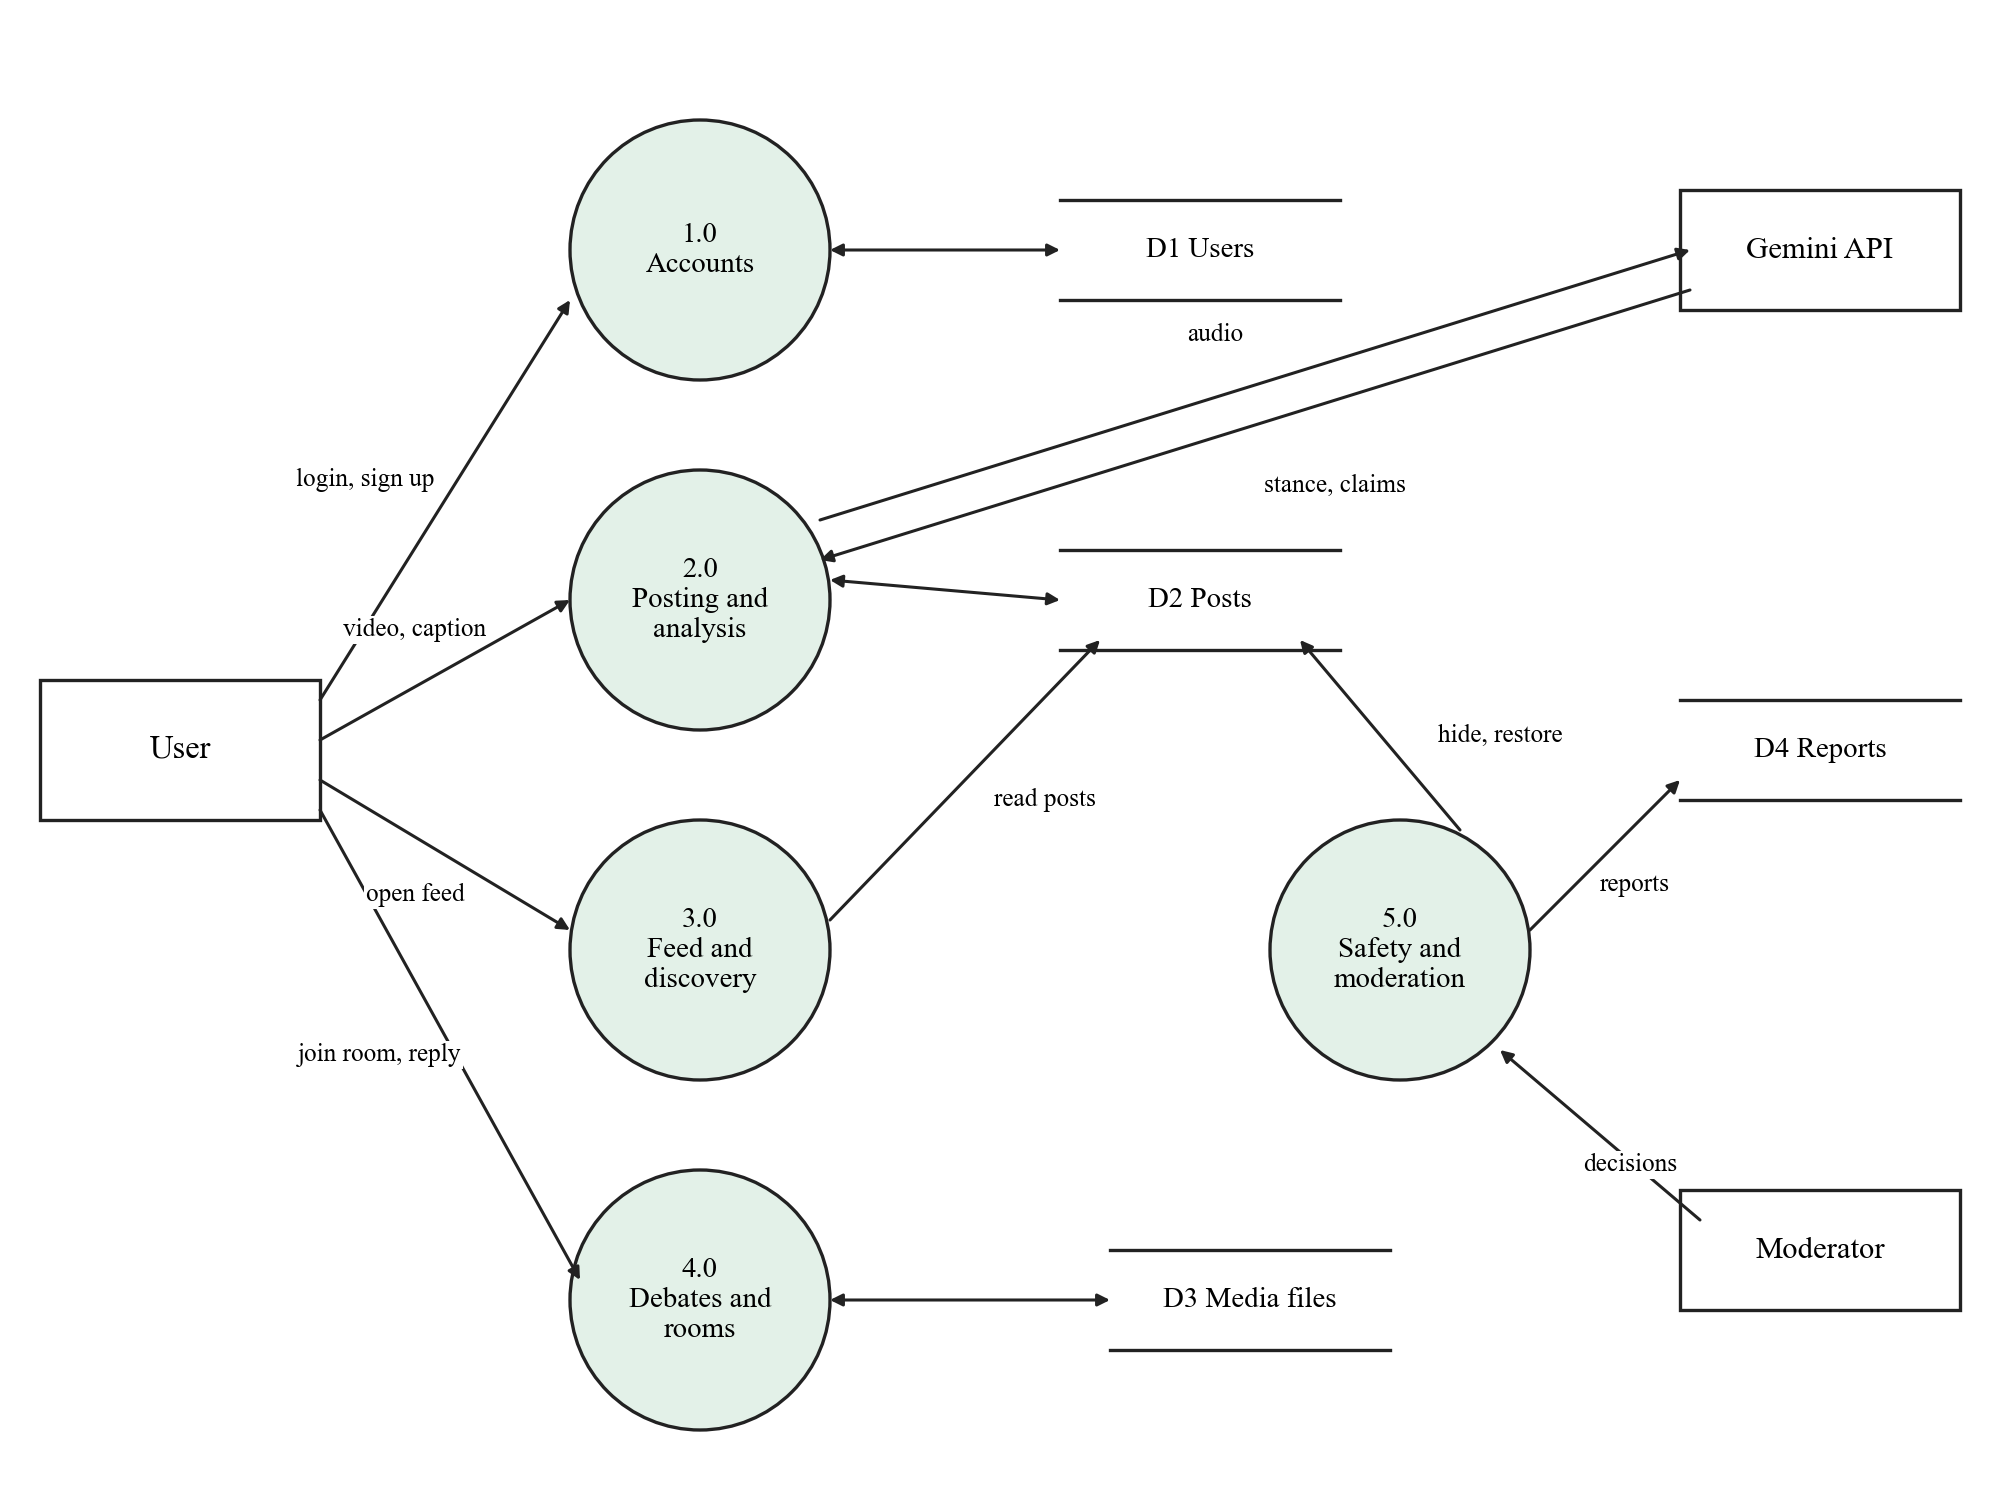 1.0
Accounts
D1 Users
Gemini API
audio
login, sign up
stance, claims
2.0
Posting and
analysis
D2 Posts
video, caption
User
hide, restore
D4 Reports
read posts
open feed
reports
3.0
Feed and
discovery
5.0
Safety and
moderation
join room, reply
decisions
4.0
Debates and
rooms
D3 Media files
Moderator